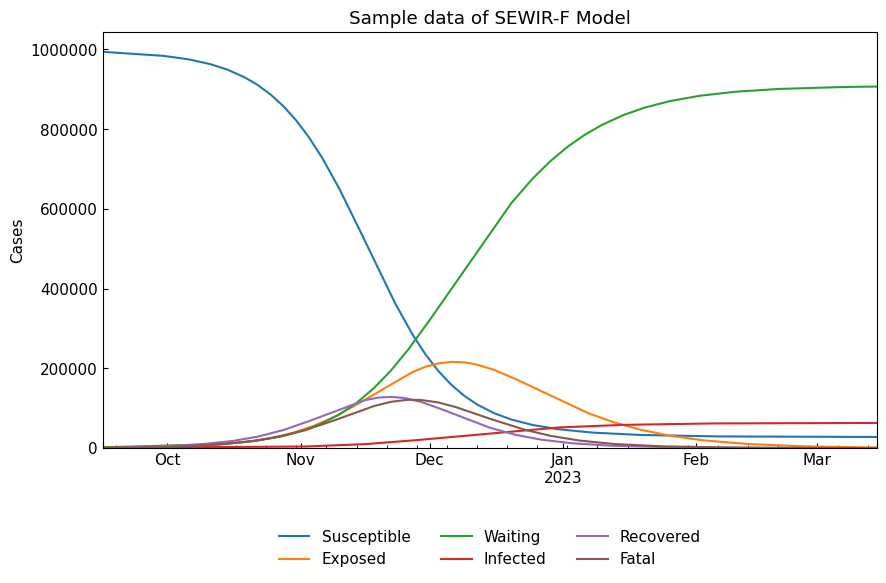 Sample data of SEWIR-F Model
Cases
1000000
800000
600000
400000
200000
0
Oct Nov Dec Jan Feb Mar
2023
Susceptible Waiting Recovered
Exposed Infected Fatal